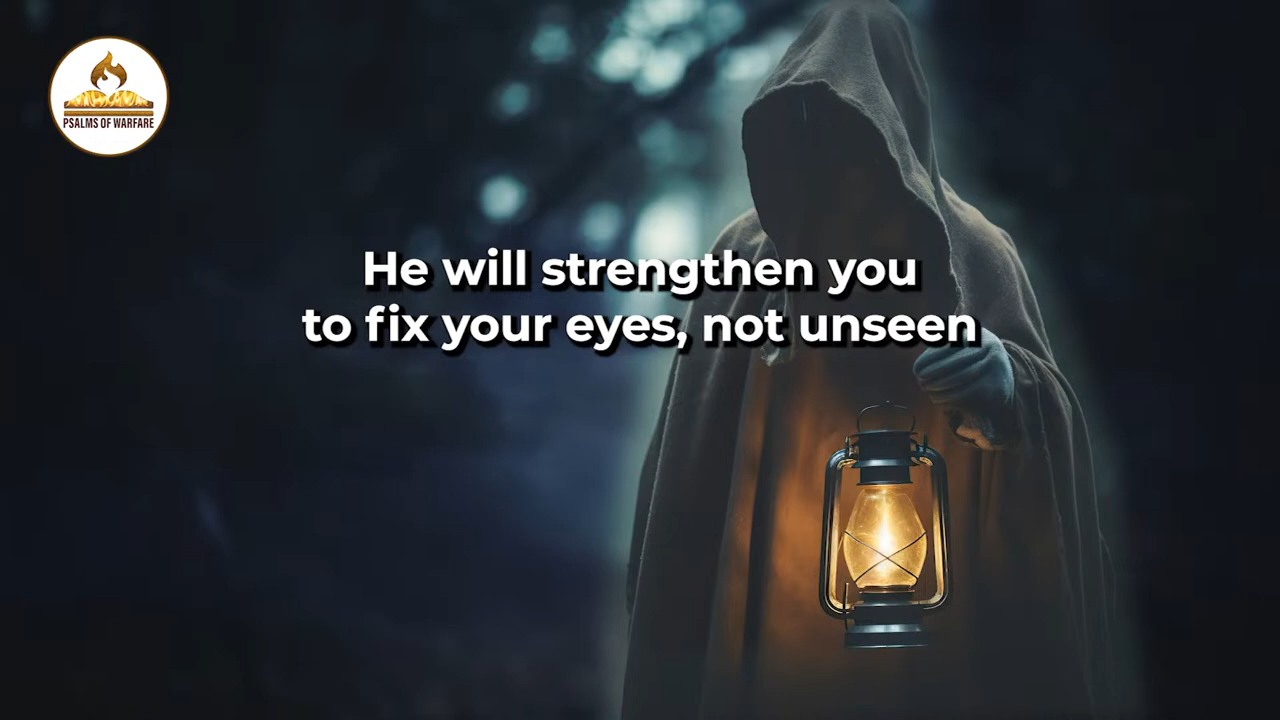 PSALMS OF WARFARE
He will strengthen you
to fix your eyes, not unseen